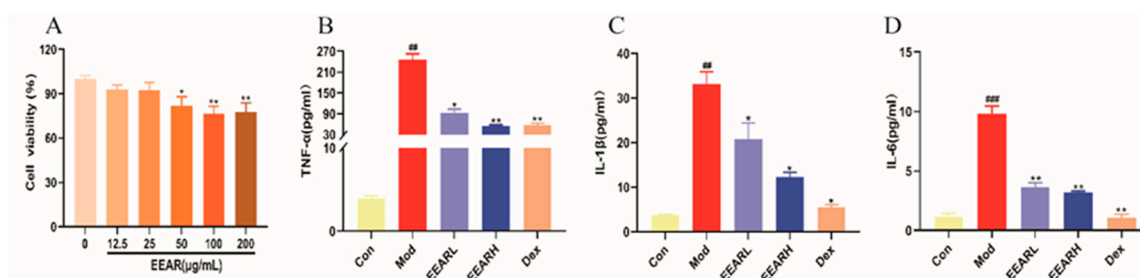 A
Cell viability (%)
120
90
60
30
0
*
**
**
0
12.5
25
50
100
200
EEAR(μg/mL)
B
TNF-α(pg/ml)
270
210
150
90
30
10
0
##
*
**
**
Con
Mod
EEARL
EEARH
Dex
C
IL-1β(pg/ml)
40
30
20
10
0
##
*
*
*
Con
Mod
EEARL
EEARH
Dex
D
IL-6(pg/ml)
15
10
5
0
###
**
**
**
Con
Mod
EEARL
EEARH
Dex